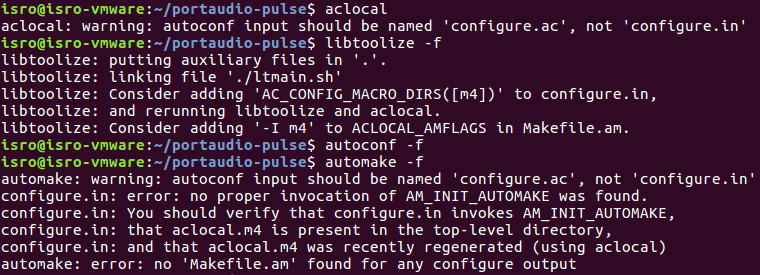 isro@isro-vmware:~/portaudio-pulse$ aclocal
aclocal: warning: autoconf input should be named 'configure.ac', not 'configure.in'
isro@isro-vmware:~/portaudio-pulse$ libtoolize -f
libtoolize: putting auxiliary files in '.'.
libtoolize: linking file './ltmain.sh'
libtoolize: Consider adding 'AC_CONFIG_MACRO_DIRS([m4])' to configure.in,
libtoolize: and rerunning libtoolize and aclocal.
libtoolize: Consider adding '-I m4' to ACLOCAL_AMFLAGS in Makefile.am.
isro@isro-vmware:~/portaudio-pulse$ autoconf -f
isro@isro-vmware:~/portaudio-pulse$ automake -f
automake: warning: autoconf input should be named 'configure.ac', not 'configure.in'
configure.in: error: no proper invocation of AM_INIT_AUTOMAKE was found.
configure.in: You should verify that configure.in invokes AM_INIT_AUTOMAKE,
configure.in: that aclocal.m4 is present in the top-level directory,
configure.in: and that aclocal.m4 was recently regenerated (using aclocal)
automake: error: no 'Makefile.am' found for any configure output